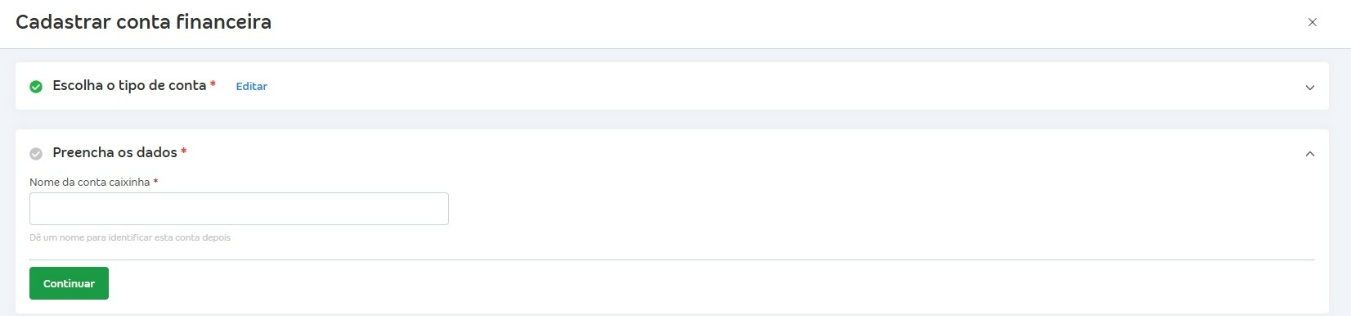 Cadastrar conta financeira
Escolha o tipo de conta * Editar
Preencha os dados *
Nome da conta caixinha *
Dê um nome para identificar esta conta depois
Continuar